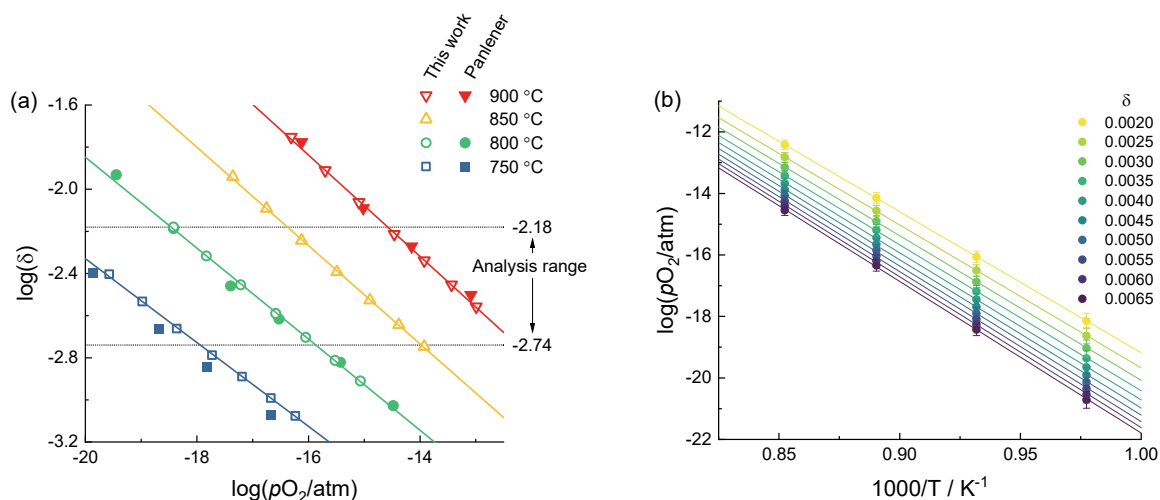 (a)
This work
Panlener
900 °C
850 °C
800 °C
750 °C
-1.6
-2.0
-2.4
-2.8
-3.2
log(δ)
-2.18
Analysis range
-2.74
-20
-18
-16
-14
log(pO₂/atm)
(b)
δ
0.0020
0.0025
0.0030
0.0035
0.0040
0.0045
0.0050
0.0055
0.0060
0.0065
-12
-14
-16
-18
-20
-22
log(pO₂/atm)
0.85
0.90
0.95
1.00
1000/T / K⁻¹